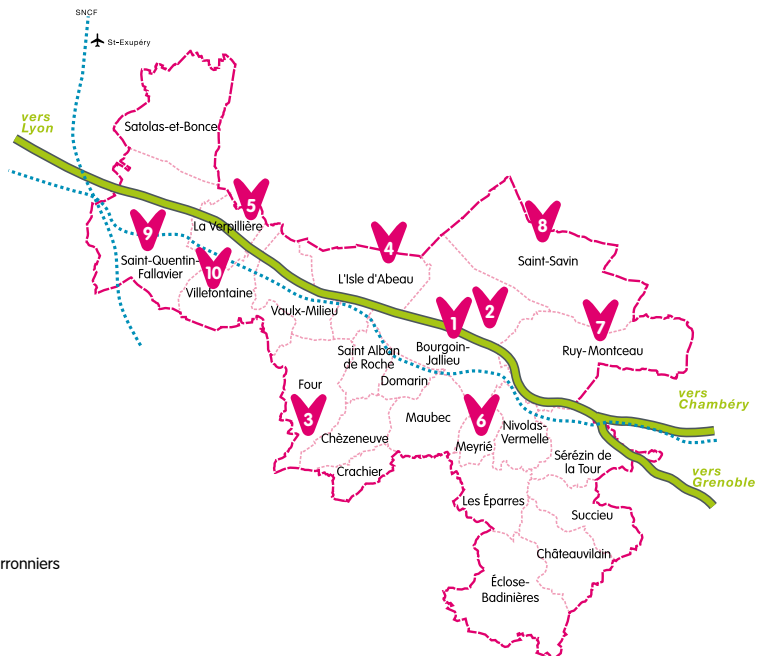 SNCF
St-Exupéry
vers
Lyon
Satolas-et-Bonce
5
La Verpillière
9
8
4
Saint-Quentin-
Fallavier
10
Saint-Savin
Villefontaine
L'Isle d'Abeau
Vaulx-Milieu
1
2
7
Saint Alban
de Roche
Bourgoin-
Jallieu
Ruy-Montceau
Domarin
Four
vers
Chambéry
3
Maubec
6
Nivolas-
Vermelle
Chèzeneuve
Meyrié
Sérézin de
la Tour
Crachier
vers
Grenoble
Les Éparres
Succieu
Châteauvilain
rronniers
Éclose-
Badinières